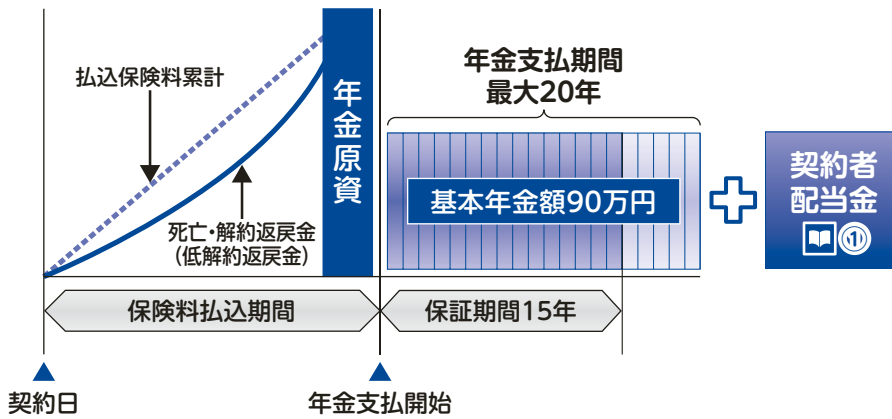 払込保険料累計
年金原資
死亡・解約返戻金
(低解約返戻金)
年金支払期間
最大20年
基本年金額90万円
契約者
配当金
1
保険料払込期間
保証期間15年
契約日
年金支払開始